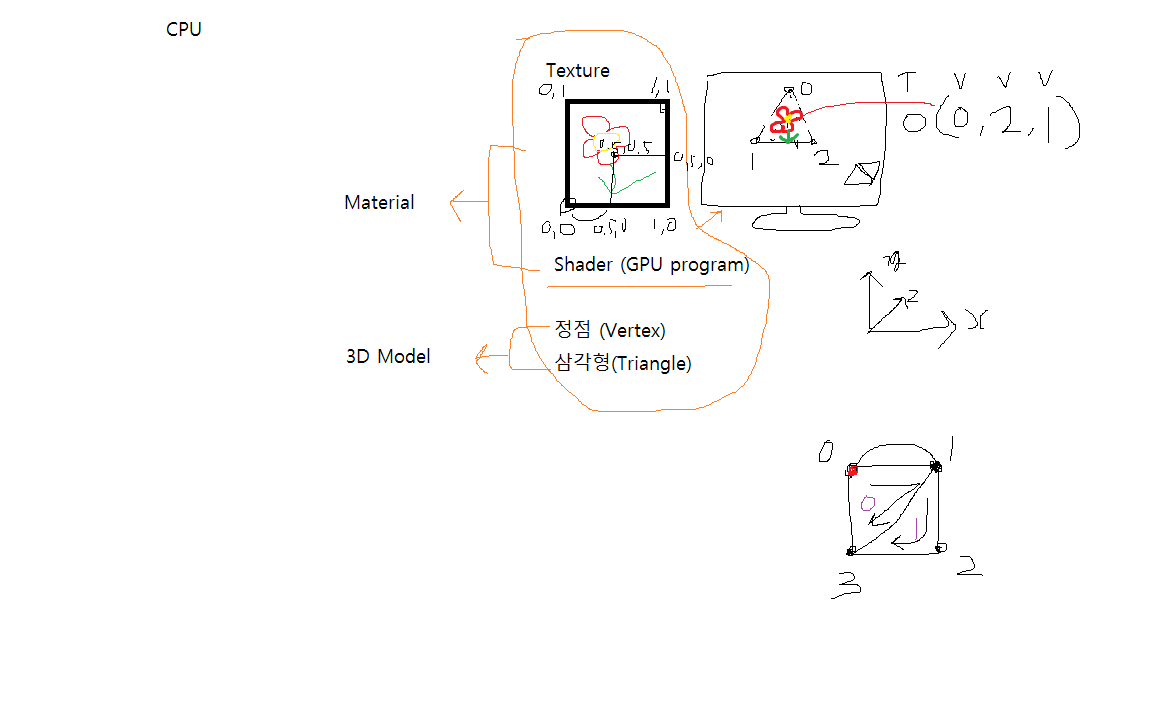 CPU
Texture
0,1
1,1
0.5,0.5
0,0
0.5,0
1,0
Material
Shader (GPU program)
3D Model
정점 (Vertex)
삼각형(Triangle)
0
1
2
T V V V
0(0,2,1)
y
z
x
0
1
0
1
3
2